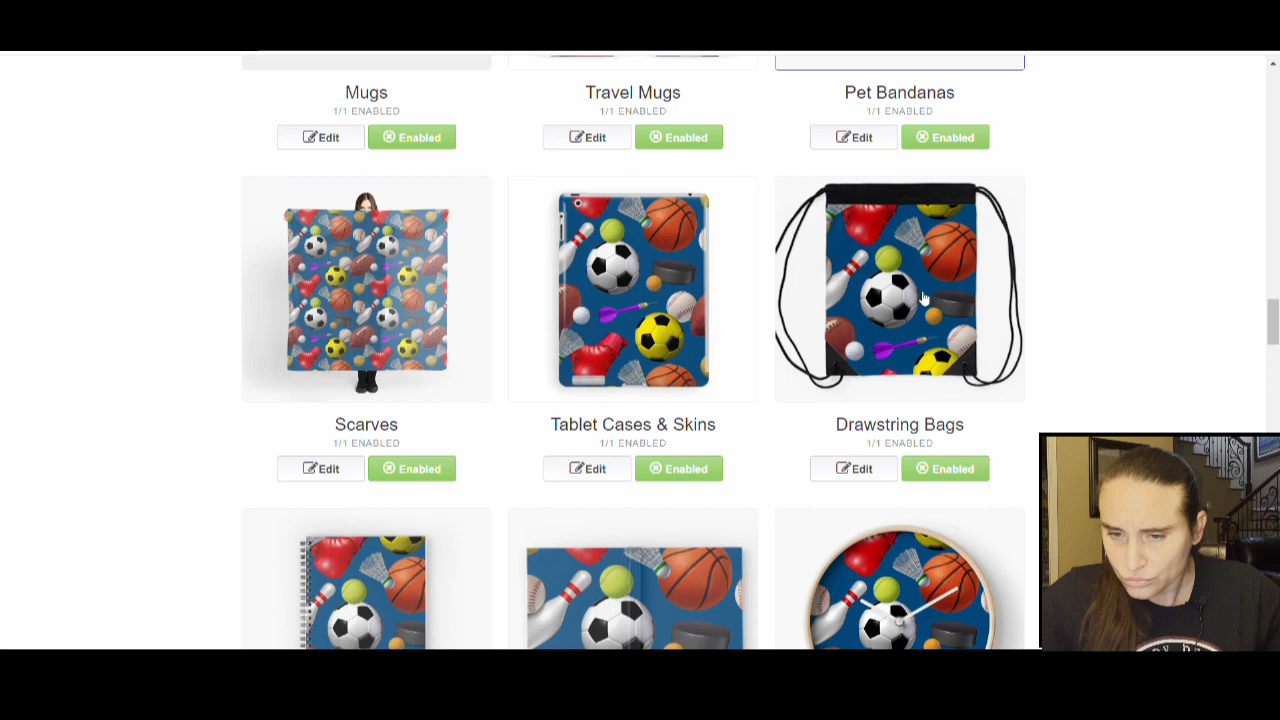 Mugs
Travel Mugs
Pet Bandanas
1/1 ENABLED
1/1 ENABLED
1/1 ENABLED
Edit
Enabled
Edit
Enabled
Edit
Enabled
Scarves
Tablet Cases & Skins
Drawstring Bags
1/1 ENABLED
1/1 ENABLED
1/1 ENABLED
Edit
Enabled
Edit
Enabled
Edit
Enabled